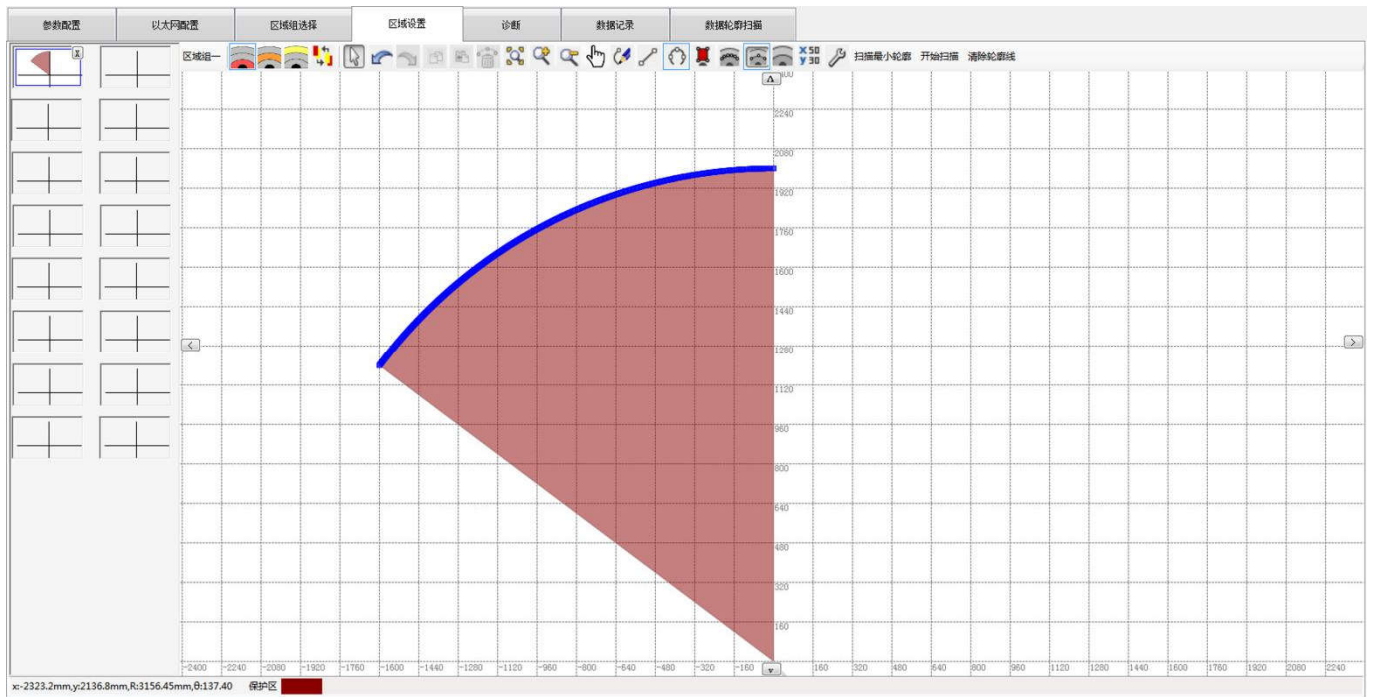 参数配置 以太网配置 区域组选择 区域设置 诊断 数据记录 数据轮廓扫描
X
区域组一 X 50 y 30 扫描最小轮廓 开始扫描 清除轮廓线
2240
2080
1920
1760
1600
1440
1280
1120
960
800
640
480
320
160
-2400 -2240 -2080 -1920 -1760 -1600 -1440 -1280 -1120 -960 -800 -640 -480 -320 -160 160 320 480 640 800 960 1120 1280 1440 1600 1760 1920 2080 2240
x:-2323.2mm,y:2136.8mm,R:3156.45mm,θ:137.40 保护区